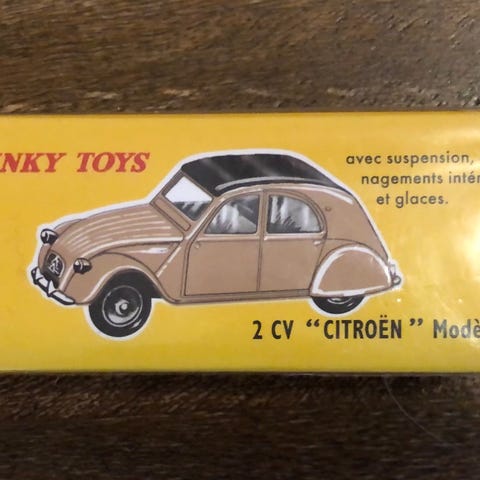 NKY TOYS
avec suspension,
nagements intér
et glaces.
2 CV “CITROËN” Modè